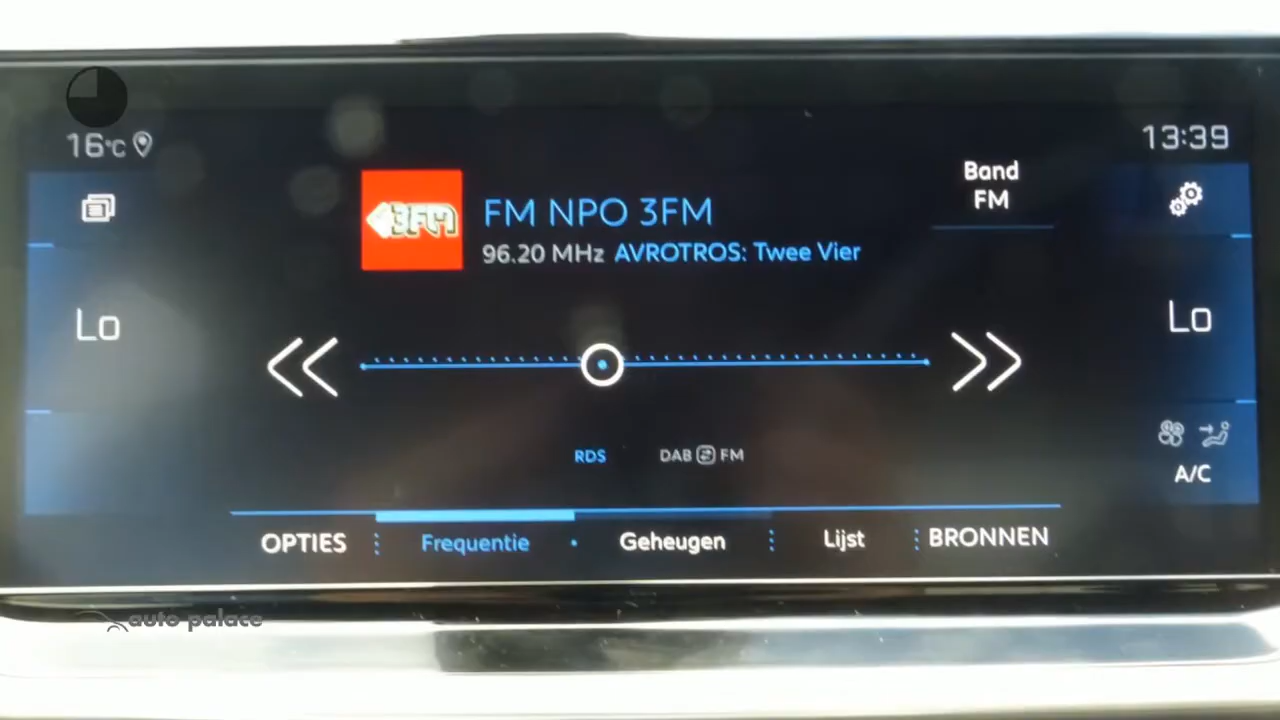 16°C
13:39
Band
FM
3FM
FM NPO 3FM
96.20 MHz AVROTROS: Twee Vier
Lo
Lo
RDS
DAB FM
A/C
OPTIES
Frequentie
Geheugen
Lijst
BRONNEN
auto palace